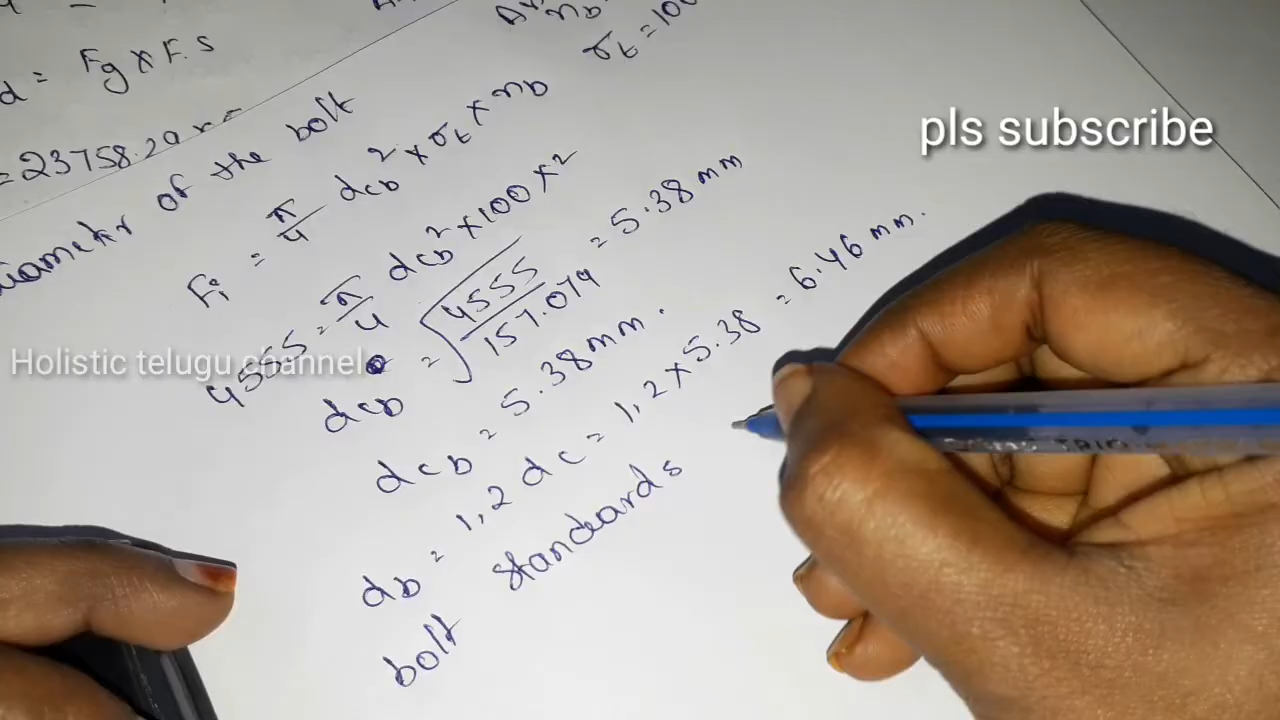 d = Fg x F.S
= 23758.29
σt = 100
pls subscribe
Diameter of the bolt
Fi = π/4 dcb² x σt x nb
4555 = π/4 dcb² x 100 x 2
Holistic telugu channel
dcb = √4555/157.079 = 5.38 mm
dcb = 5.38 mm.
db = 1,2 dc = 1,2 x 5.38 = 6.46 mm.
bolt standards